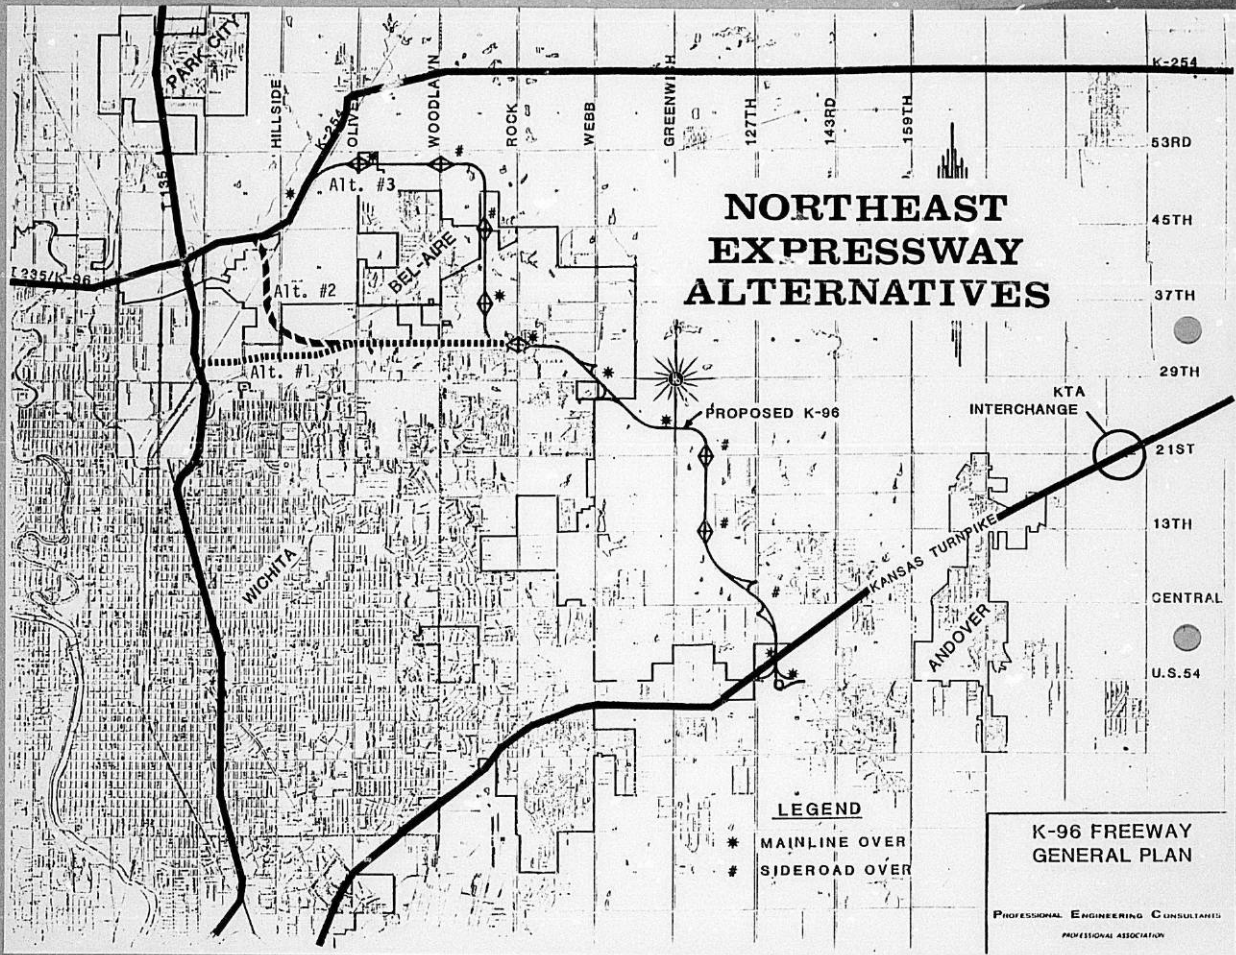 PARK CITY
HILLSIDE
K-254
OLIVE
WOODLAWN
ROCK
WEBB
GREENWICH
127TH
143RD
159TH
K-254
53RD
45TH
37TH
29TH
21ST
13TH
CENTRAL
U.S.54
I 135
I 235/K-96
Alt. #3
BEL-AIRE
Alt. #2
Alt. #1
NORTHEAST
EXPRESSWAY
ALTERNATIVES
KTA
INTERCHANGE
PROPOSED K-96
WICHITA
KANSAS TURNPIKE
ANDOVER
LEGEND
* MAINLINE OVER
# SIDEROAD OVER
K-96 FREEWAY
GENERAL PLAN
PROFESSIONAL ENGINEERING CONSULTANTS
PROFESSIONAL ASSOCIATION